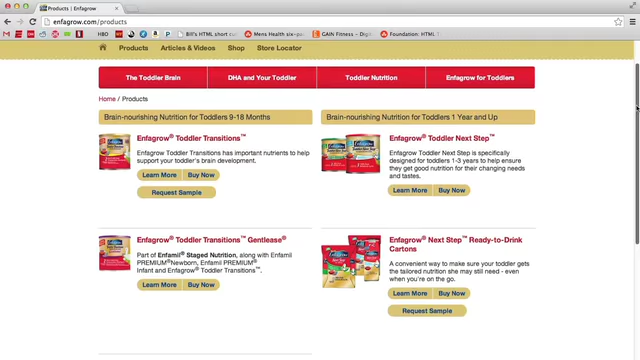 Products | Enfagrow
enfagrow.com/products
HBO
Bill's HTML short cu
Mens Health six-pa
GAIN Fitness – Digit
Foundation: HTML T
Products Articles & Videos Shop Store Locator
The Toddler Brain DHA and Your Toddler Toddler Nutrition Enfagrow for Toddlers
Home / Products
Brain-nourishing Nutrition for Toddlers 9-18 Months
Enfagrow® Toddler Transitions™
Enfagrow Toddler Transitions has important nutrients to help
support your toddler's brain development.
Learn More Buy Now
Request Sample
Brain-nourishing Nutrition for Toddlers 1 Year and Up
Enfagrow® Toddler Next Step™
Enfagrow Toddler Next Step is specifically
designed for toddlers 1-3 years to help ensure
they get good nutrition for their changing needs
and tastes.
Learn More Buy Now
Enfagrow® Toddler Transitions™ Gentlease®
Part of Enfamil® Staged Nutrition, along with Enfamil
PREMIUM®Newborn, Enfamil PREMIUM®
Infant and Enfagrow® Toddler Transitions™.
Learn More Buy Now
Enfagrow® Next Step™ Ready-to-Drink
Cartons
A convenient way to make sure your toddler gets
the tailored nutrition she may still need - even
when you're on the go.
Learn More Buy Now
Request Sample